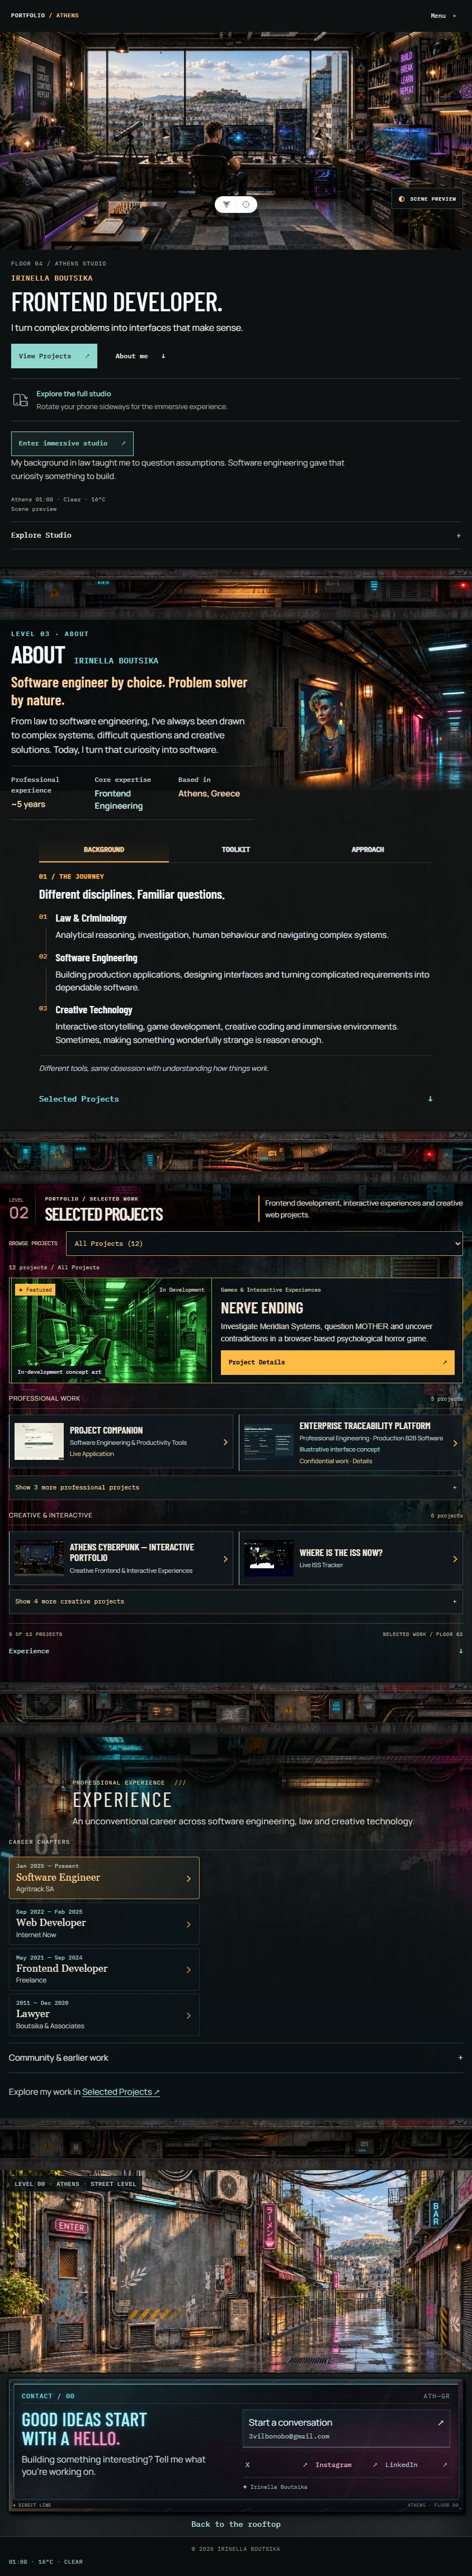 PORTFOLIO / ATHENS
Menu +
CODE
CREATE
CONTROL
REPEAT
BUILD
BREAK
LEARN
REPEAT
SCENE PREVIEW
FLOOR 04 / ATHENS STUDIO
IRINELLA BOUTSIKA
FRONTEND DEVELOPER.
I turn complex problems into interfaces that make sense.
View Projects ↗
About me ↓
Explore the full studio
Rotate your phone sideways for the immersive experience.
Enter immersive studio ↗
My background in law taught me to question assumptions. Software engineering gave that
curiosity something to build.
Athens 01:08 · Clear · 16°C
Scene preview
Explore Studio +
LEVEL 03 · ABOUT
ABOUT IRINELLA BOUTSIKA
Software engineer by choice. Problem solver
by nature.
From law to software engineering, I've always been drawn
to complex systems, difficult questions and creative
solutions. Today, I turn that curiosity into software.
Professional
experience
~5 years
Core expertise
Frontend
Engineering
Based in
Athens, Greece
BACKGROUND
TOOLKIT
APPROACH
01 / THE JOURNEY
Different disciplines. Familiar questions.
01 Law & Criminology
Analytical reasoning, investigation, human behaviour and navigating complex systems.
02 Software Engineering
Building production applications, designing interfaces and turning complicated requirements into
dependable software.
03 Creative Technology
Interactive storytelling, game development, creative coding and immersive environments.
Sometimes, making something wonderfully strange is reason enough.
Different tools, same obsession with understanding how things work.
Selected Projects ↓
LEVEL
02
PORTFOLIO / SELECTED WORK
SELECTED PROJECTS
Frontend development, interactive experiences and creative
web projects.
BROWSE PROJECTS
All Projects (12)
12 projects / All Projects
Featured
In Development
In-development concept art
Games & Interactive Experiences
NERVE ENDING
Investigate Meridian Systems, question MOTHER and uncover
contradictions in a browser-based psychological horror game.
Project Details ↗
PROFESSIONAL WORK
5 projects
PROJECT COMPANION
Software Engineering & Productivity Tools
Live Application
ENTERPRISE TRACEABILITY PLATFORM
Professional Engineering · Production B2B Software
Illustrative interface concept
Confidential work · Details
Show 3 more professional projects +
CREATIVE & INTERACTIVE
6 projects
ATHENS CYBERPUNK — INTERACTIVE
PORTFOLIO
Creative Frontend & Interactive Experiences
WHERE IS THE ISS NOW?
Live ISS Tracker
Show 4 more creative projects +
5 OF 12 PROJECTS
SELECTED WORK / FLOOR 02
Experience ↓
PROFESSIONAL EXPERIENCE ///
EXPERIENCE
An unconventional career across software engineering, law and creative technology.
01
CAREER CHAPTERS
Jan 2025 — Present
Software Engineer
Agritrack SA
Sep 2022 — Feb 2025
Web Developer
Internet Now
May 2021 — Sep 2024
Frontend Developer
Freelance
2011 — Dec 2020
Lawyer
Boutsika & Associates
Community & earlier work +
Explore my work in Selected Projects ↗
LEVEL 00 · ATHENS · STREET LEVEL
ENTER
ラーメン
BAR
CONTACT / 00
ATH—GR
GOOD IDEAS START
WITH A HELLO.
Building something interesting? Tell me what
you're working on.
Start a conversation ↗
3vilbonobo@gmail.com
X ↗
Instagram ↗
LinkedIn ↗
Irinella Boutsika
DIRECT LINE
ATHENS · FLOOR 00
Back to the rooftop
© 2026 IRINELLA BOUTSIKA
01:08 · 16°C · CLEAR